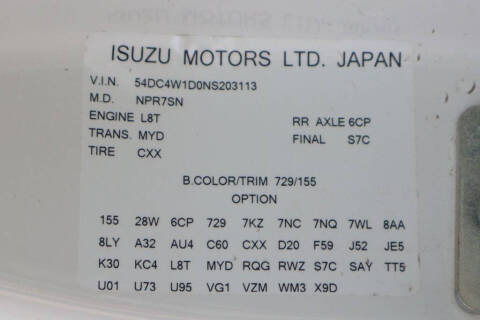 ISUZU MOTORS LTD. JAPAN
V.I.N. 54DC4W1D0NS203113
M.D. NPR7SN
ENGINE L8T RR AXLE 6CP
TRANS. MYD FINAL S7C
TIRE CXX
B.COLOR/TRIM 729/155
OPTION
155 28W 6CP 729 7KZ 7NC 7NQ 7WL 8AA
8LY A32 AU4 C60 CXX D20 F59 J52 JE5
K30 KC4 L8T MYD RQG RWZ S7C SAY TT5
U01 U73 U95 VG1 VZM WM3 X9D